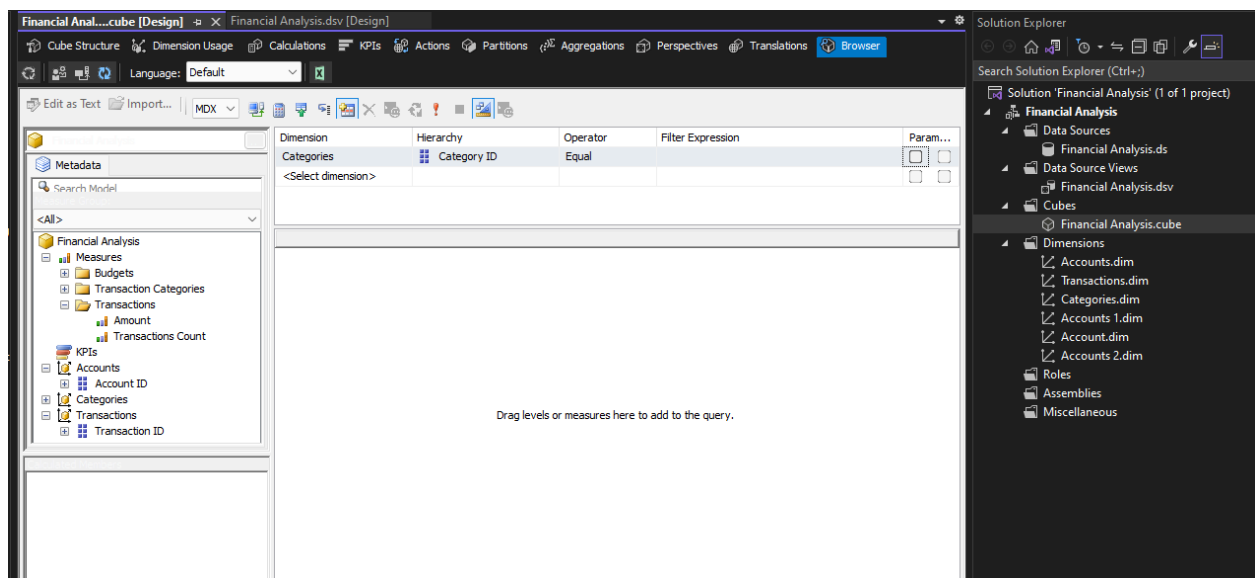 Financial Anal....cube [Design]
Financial Analysis.dsv [Design]
Cube Structure
Dimension Usage
Calculations
KPIs
Actions
Partitions
Aggregations
Perspectives
Translations
Browser
Language: Default
Edit as Text
Import...
MDX
Metadata
Search Model
<All>
Financial Analysis
Measures
Budgets
Transaction Categories
Transactions
Amount
Transactions Count
KPIs
Accounts
Account ID
Categories
Transactions
Transaction ID
Dimension Hierarchy Operator Filter Expression Param...
Categories Category ID Equal
<Select dimension>
Drag levels or measures here to add to the query.
Solution Explorer
Search Solution Explorer (Ctrl+;)
Solution 'Financial Analysis' (1 of 1 project)
Financial Analysis
Data Sources
Financial Analysis.ds
Data Source Views
Financial Analysis.dsv
Cubes
Financial Analysis.cube
Dimensions
Accounts.dim
Transactions.dim
Categories.dim
Accounts 1.dim
Account.dim
Accounts 2.dim
Roles
Assemblies
Miscellaneous